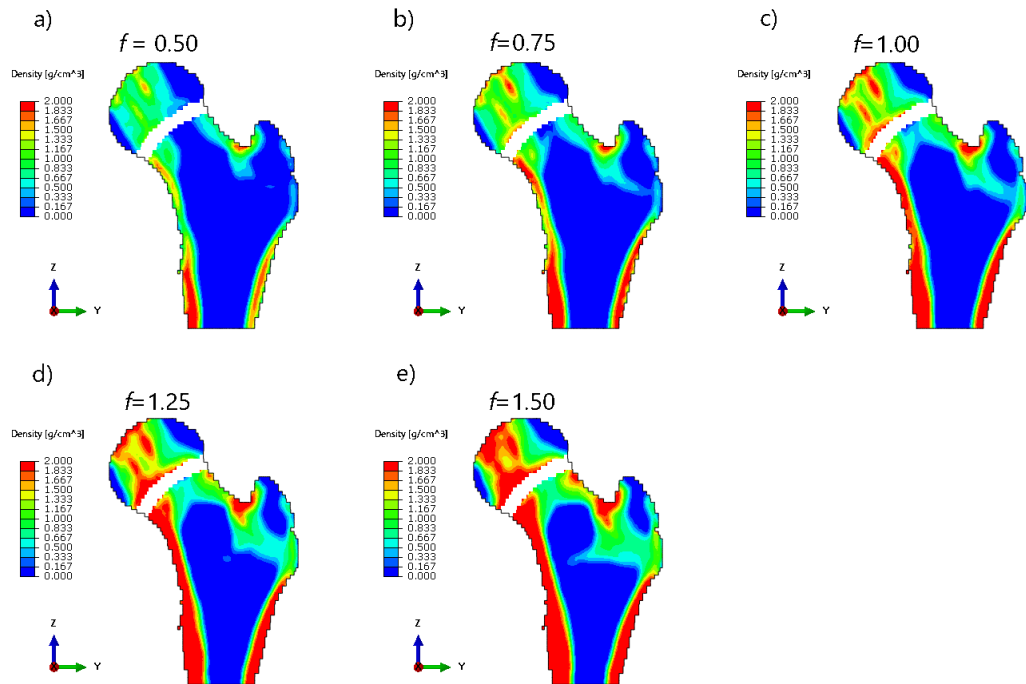 a)
f = 0.50
Density [g/cm^3]
2.000
1.833
1.667
1.500
1.333
1.167
1.000
0.833
0.667
0.500
0.333
0.167
0.000
Z
X
Y
b)
f=0.75
Density [g/cm^3]
2.000
1.833
1.667
1.500
1.333
1.167
1.000
0.833
0.667
0.500
0.333
0.167
0.000
Z
X
Y
c)
f=1.00
Density [g/cm^3]
2.000
1.833
1.667
1.500
1.333
1.167
1.000
0.833
0.667
0.500
0.333
0.167
0.000
Z
X
Y
d)
f=1.25
Density [g/cm^3]
2.000
1.833
1.667
1.500
1.333
1.167
1.000
0.833
0.667
0.500
0.333
0.167
0.000
Z
X
Y
e)
f=1.50
Density [g/cm^3]
2.000
1.833
1.667
1.500
1.333
1.167
1.000
0.833
0.667
0.500
0.333
0.167
0.000
Z
X
Y